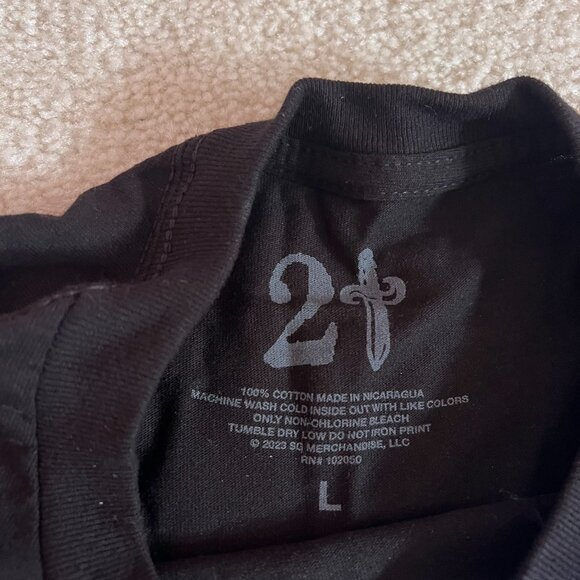 2
100% COTTON MADE IN NICARAGUA
MACHINE WASH COLD INSIDE OUT WITH LIKE COLORS
ONLY NON-CHLORINE BLEACH
TUMBLE DRY LOW DO NOT IRON PRINT
© 2023 SG MERCHANDISE, LLC
RN# 102050
L